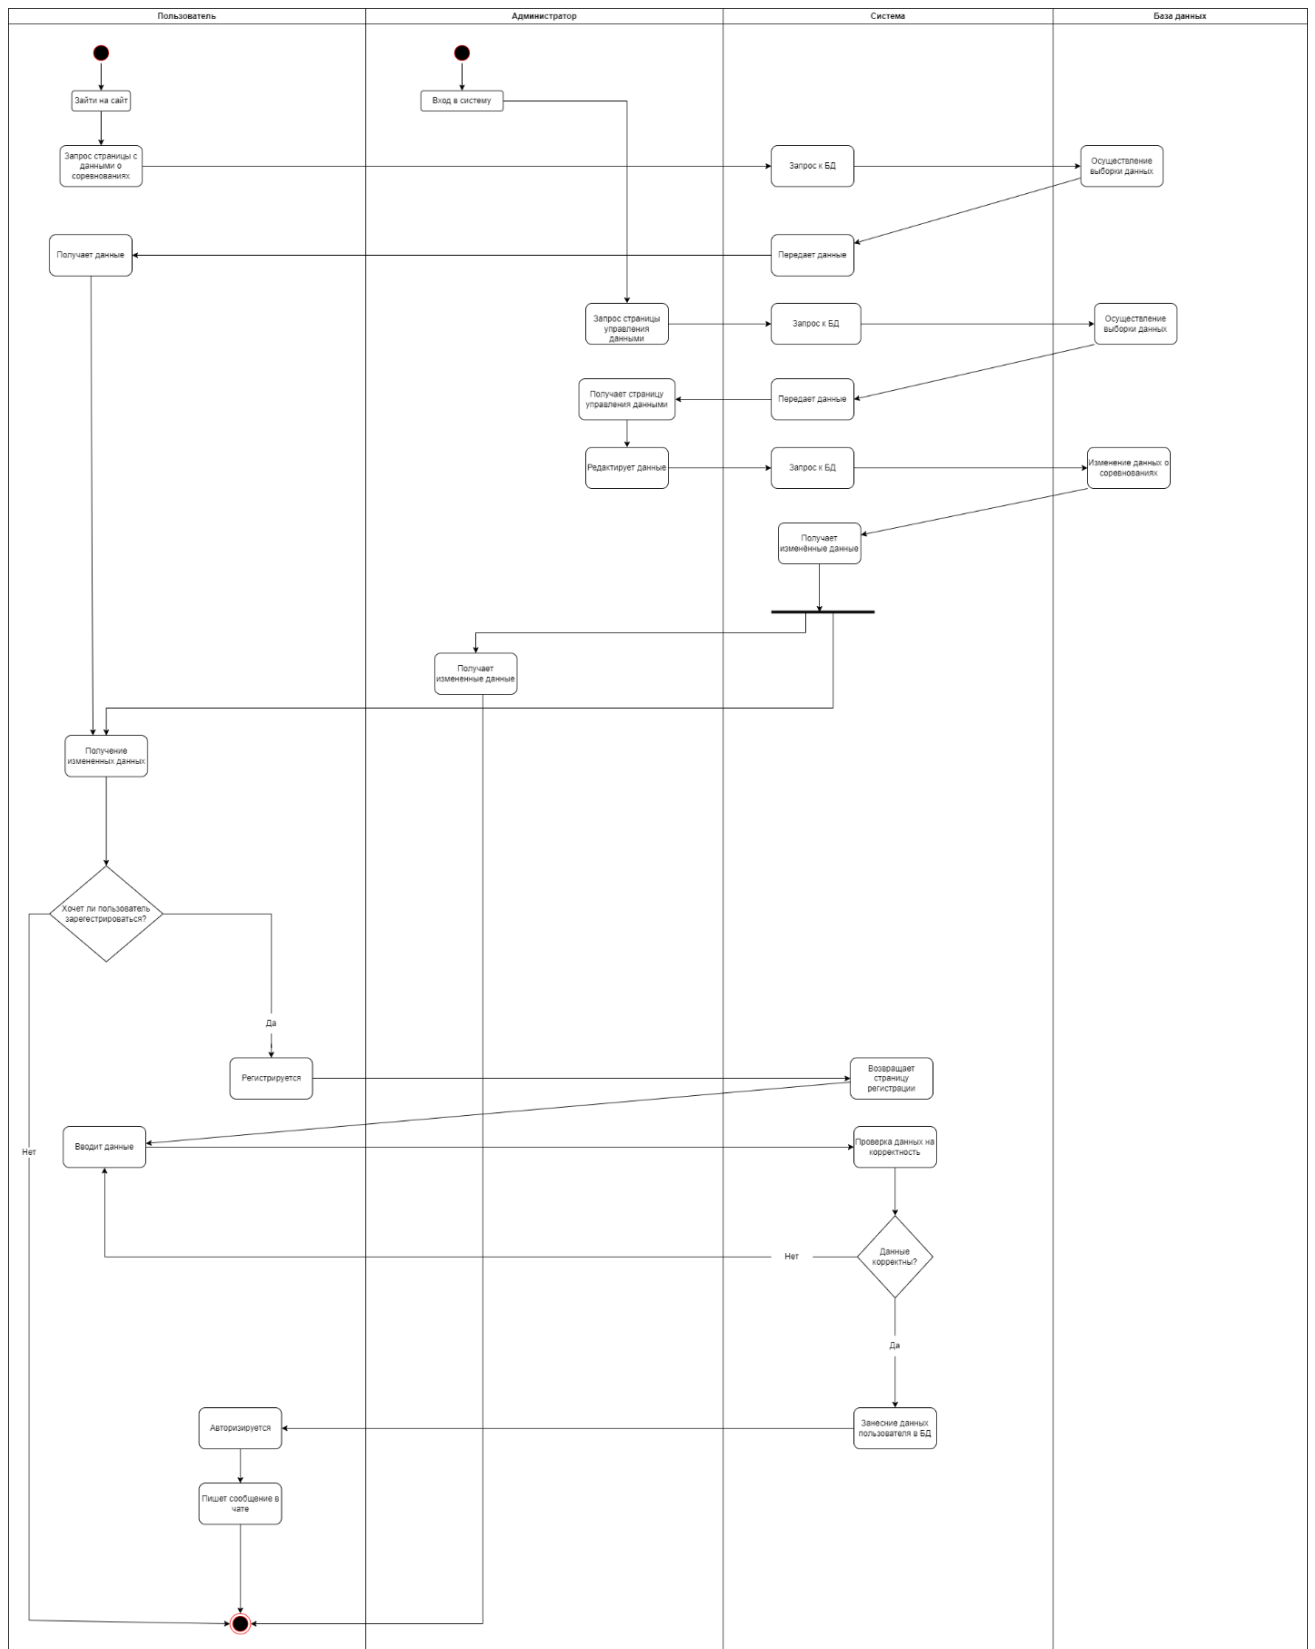 Пользователь
Администратор
Система
База данных
Зайти на сайт
Вход в систему
Запрос страницы с
данными о
соревнованиях
Запрос к БД
Осуществление
выборки данных
Получает данные
Передает данные
Запрос страницы
управления
данными
Запрос к БД
Осуществление
выборки данных
Получает страницу
управления данными
Передает данные
Редактирует данные
Запрос к БД
Изменение данных о
соревнованиях
Получает
изменённые данные
Получает
измененные данные
Получение
измененных данных
Хочет ли пользователь
зарегестрироваться?
Да
Регистрируется
Возвращает
страницу
регистрации
Нет
Вводит данные
Проверка данных на
корректность
Нет
Данные
корректны?
Да
Авторизируется
Занесние данных
пользователя в БД
Пишет сообщение в
чате